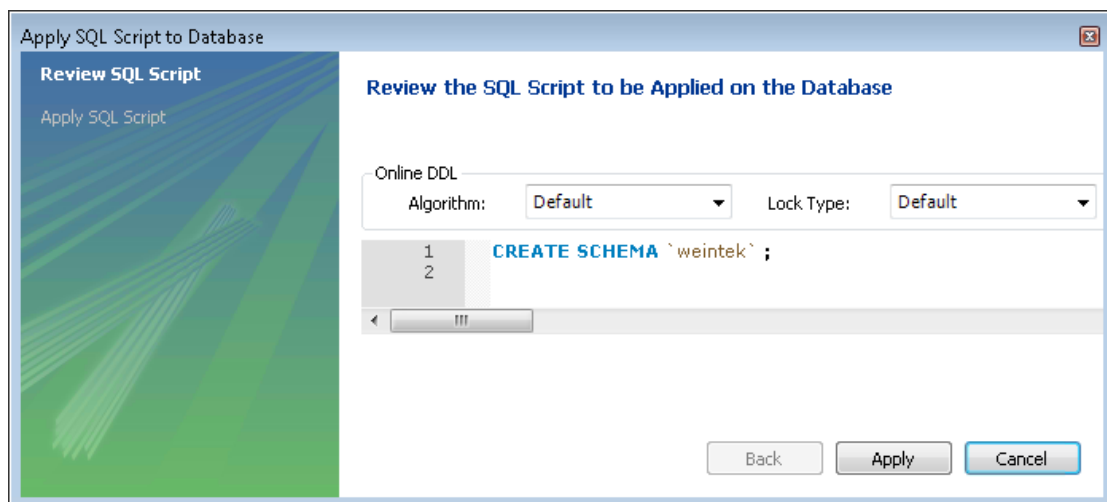 Apply SQL Script to Database
Review SQL Script
Apply SQL Script
Review the SQL Script to be Applied on the Database
Online DDL
Algorithm: Default Lock Type: Default
1 CREATE SCHEMA `weintek` ;
2
Back Apply Cancel